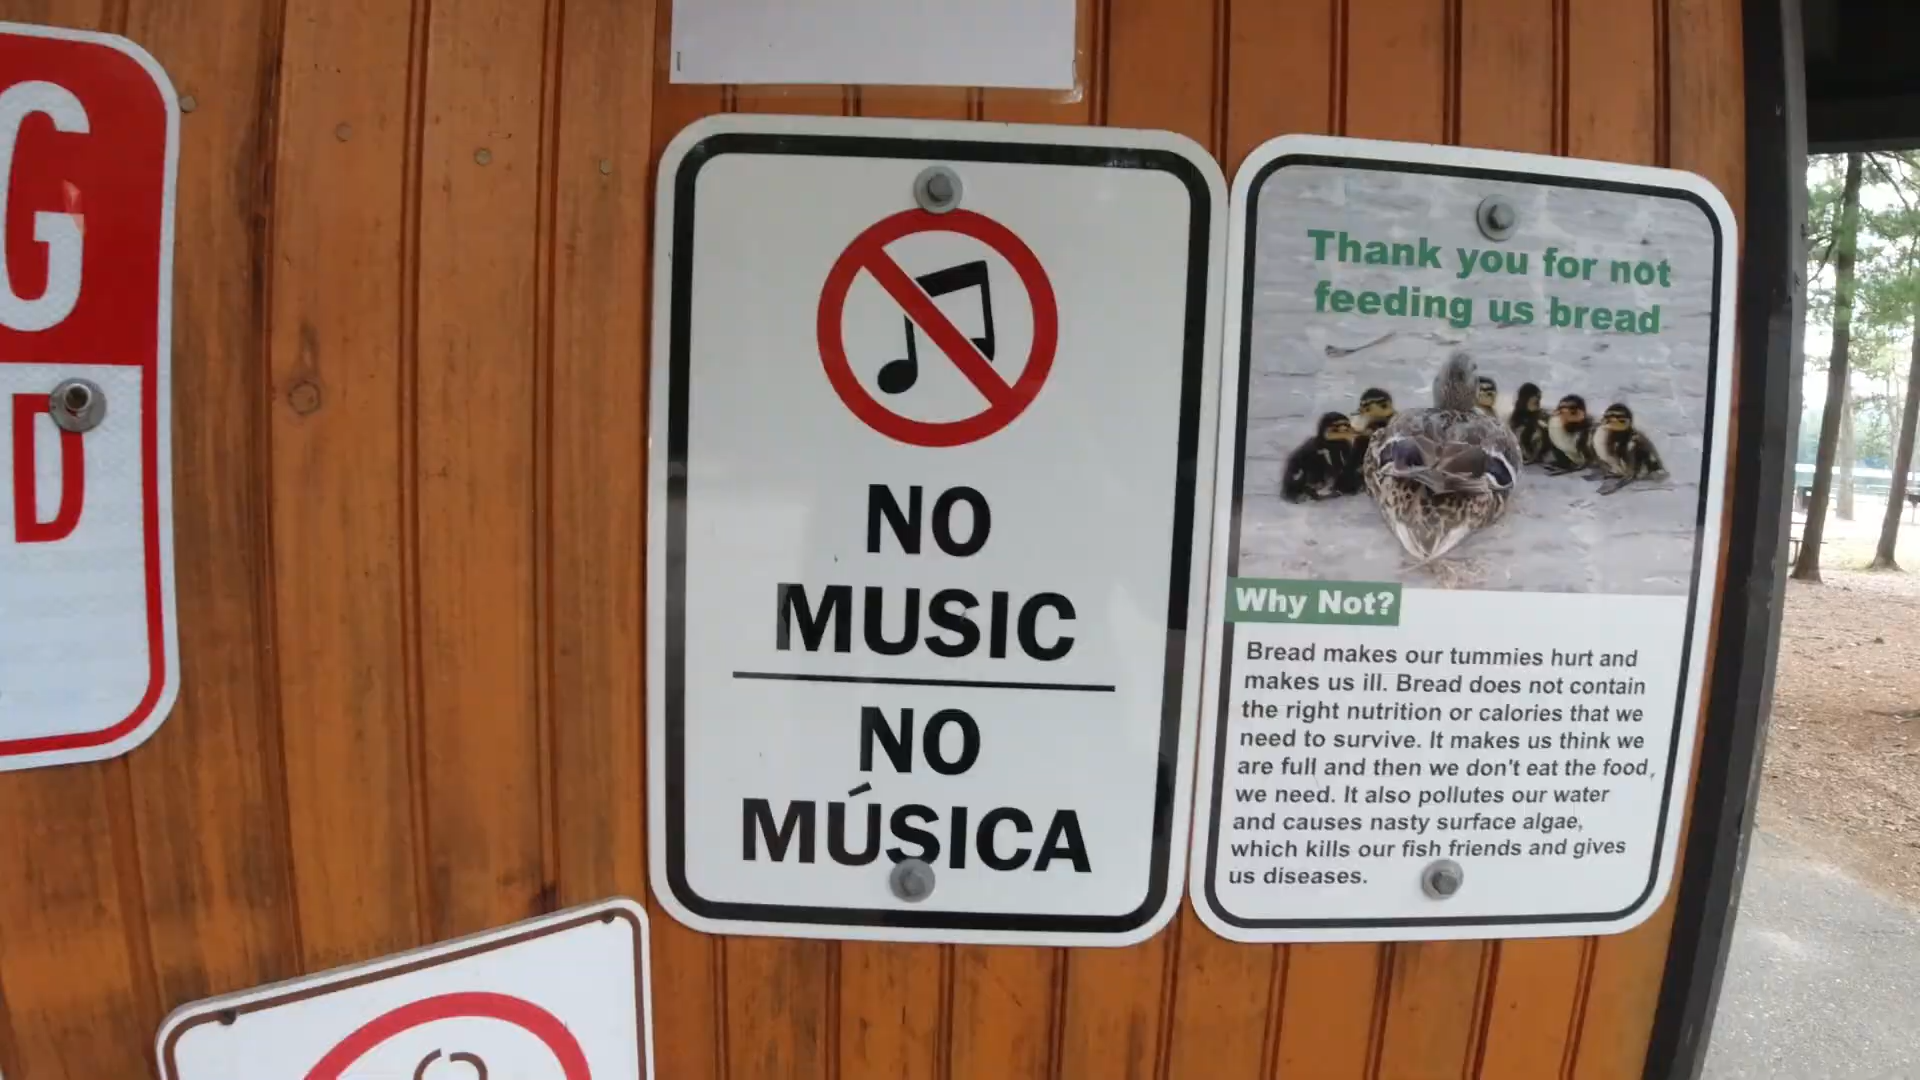 G
D
NO
MUSIC
NO
MÚSICA
Thank you for not
feeding us bread
Why Not?
Bread makes our tummies hurt and
makes us ill. Bread does not contain
the right nutrition or calories that we
need to survive. It makes us think we
are full and then we don't eat the food,
we need. It also pollutes our water
and causes nasty surface algae,
which kills our fish friends and gives
us diseases.